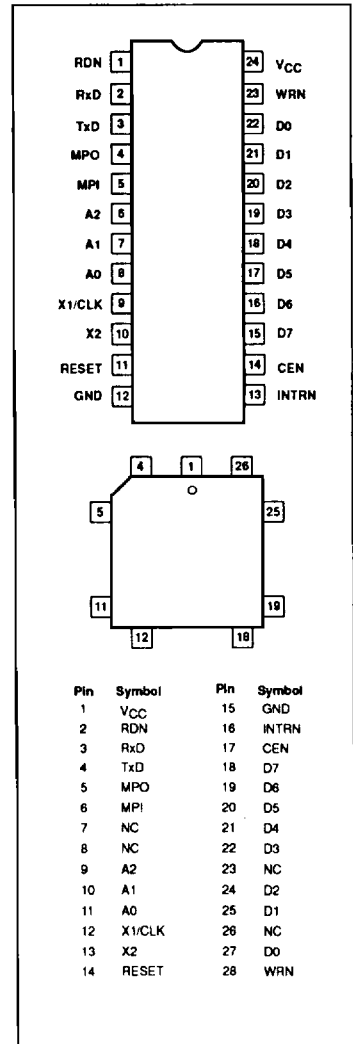 RDN 1 24 VCC
RxD 2 23 WRN
TxD 3 22 D0
MPO 4 21 D1
MPI 5 20 D2
A2 6 19 D3
A1 7 18 D4
A0 8 17 D5
X1/CLK 9 16 D6
X2 10 15 D7
RESET 11 14 CEN
GND 12 13 INTRN
4 1 26
5 25
11 19
12 18
Pin Symbol Pin Symbol
1 VCC 15 GND
2 RDN 16 INTRN
3 RxD 17 CEN
4 TxD 18 D7
5 MPO 19 D6
6 MPI 20 D5
7 NC 21 D4
8 NC 22 D3
9 A2 23 NC
10 A1 24 D2
11 A0 25 D1
12 X1/CLK 26 NC
13 X2 27 D0
14 RESET 28 WRN